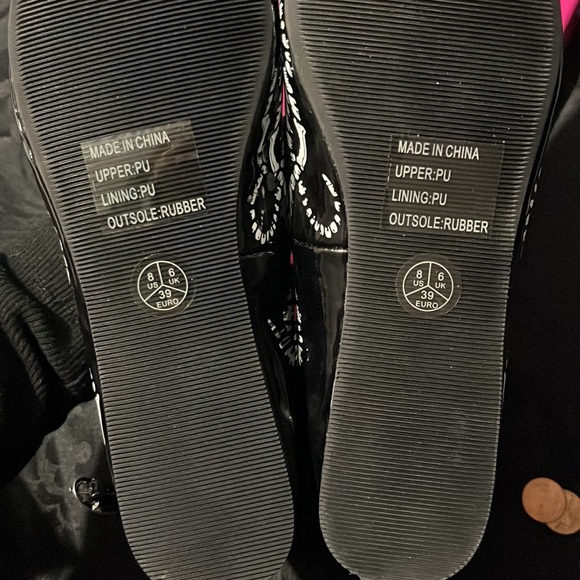 MADE IN CHINA
UPPER:PU
LINING:PU
OUTSOLE:RUBBER
8 US 6 UK
39 EURO
MADE IN CHINA
UPPER:PU
LINING:PU
OUTSOLE:RUBBER
8 US 6 UK
39 EURO